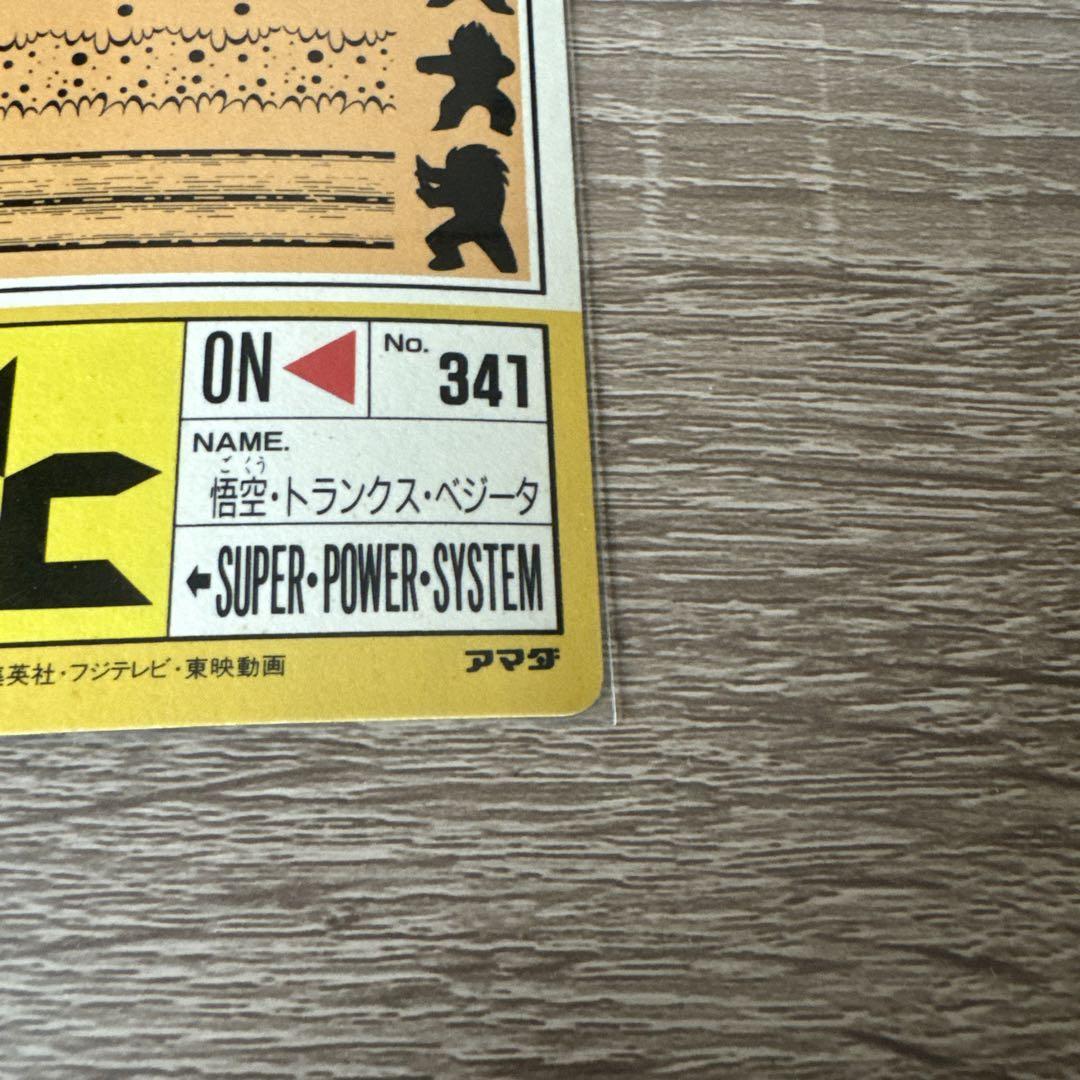 ON
No.
341
NAME.
ごくう
悟空・トランクス・ベジータ
←SUPER・POWER・SYSTEM
英社・フジテレビ・東映動画
アマダ